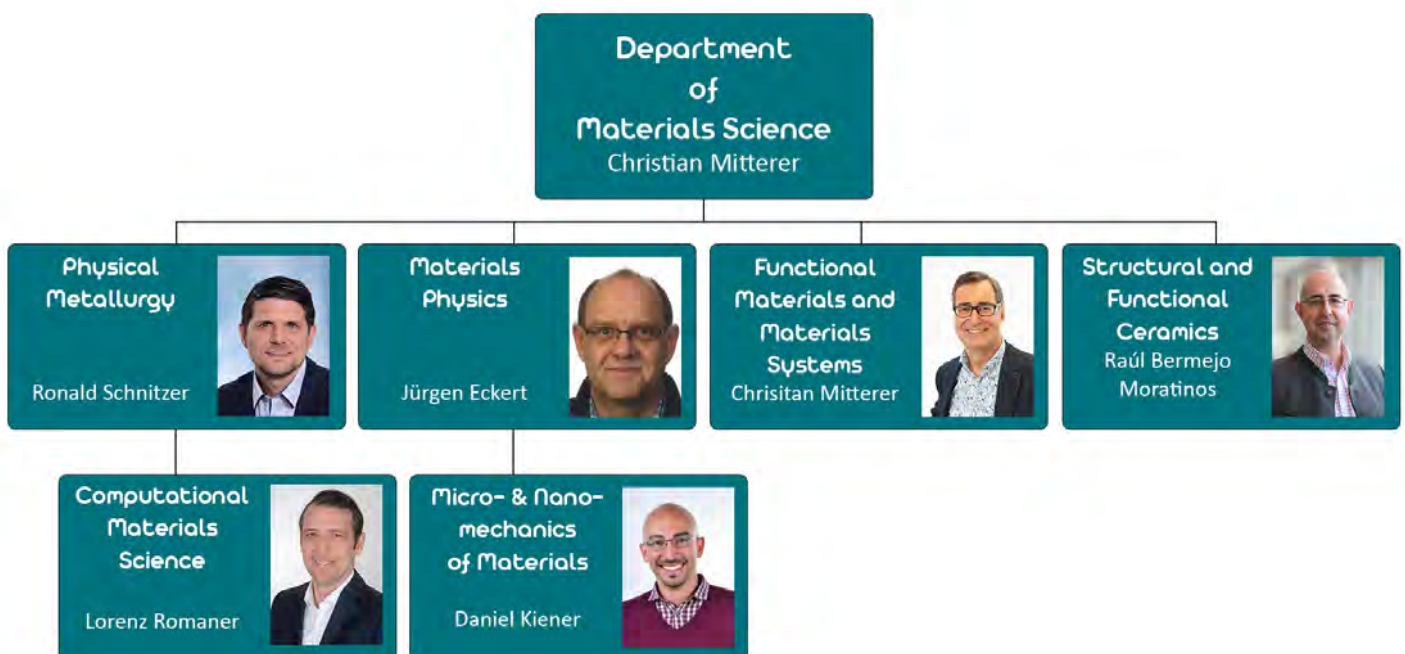 Department
of
Materials Science
Christian Mitterer
Physical
Metallurgy
Ronald Schnitzer
Materials
Physics
Jürgen Eckert
Functional
Materials and
Materials
Systems
Chrisitan Mitterer
Structural and
Functional
Ceramics
Raúl Bermejo
Moratinos
Computational
Materials
Science
Lorenz Romaner
Micro- & Nano-
mechanics
of Materials
Daniel Kiener